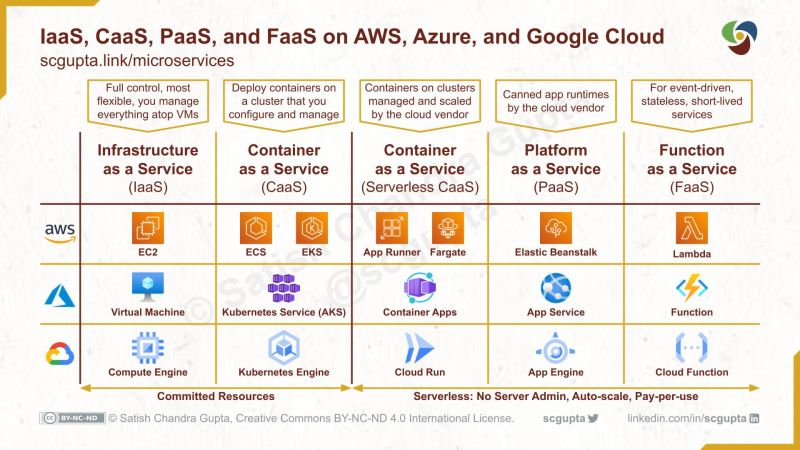 IaaS, CaaS, PaaS, and FaaS on AWS, Azure, and Google Cloud
scgupta.link/microservices
Full control, most
flexible, you manage
everything atop VMs
Deploy containers on
a cluster that you
configure and manage
Containers on clusters
managed and scaled
by the cloud vendor
Canned app runtimes
by the cloud vendor
For event-driven,
stateless, short-lived
services
Infrastructure
as a Service
(IaaS)
Container
as a Service
(CaaS)
Container
as a Service
(Serverless CaaS)
Platform
as a Service
(PaaS)
Function
as a Service
(FaaS)
aws
EC2
ECS
EKS
App Runner
Fargate
Elastic Beanstalk
Lambda
Virtual Machine
Kubernetes Service (AKS)
Container Apps
App Service
Function
Compute Engine
Kubernetes Engine
Cloud Run
App Engine
Cloud Function
Committed Resources
Serverless: No Server Admin, Auto-scale, Pay-per-use
© Satish Chandra Gupta
@scgupta
cc BY-NC-ND © Satish Chandra Gupta, Creative Commons BY-NC-ND 4.0 International License.
scgupta
linkedin.com/in/scgupta in